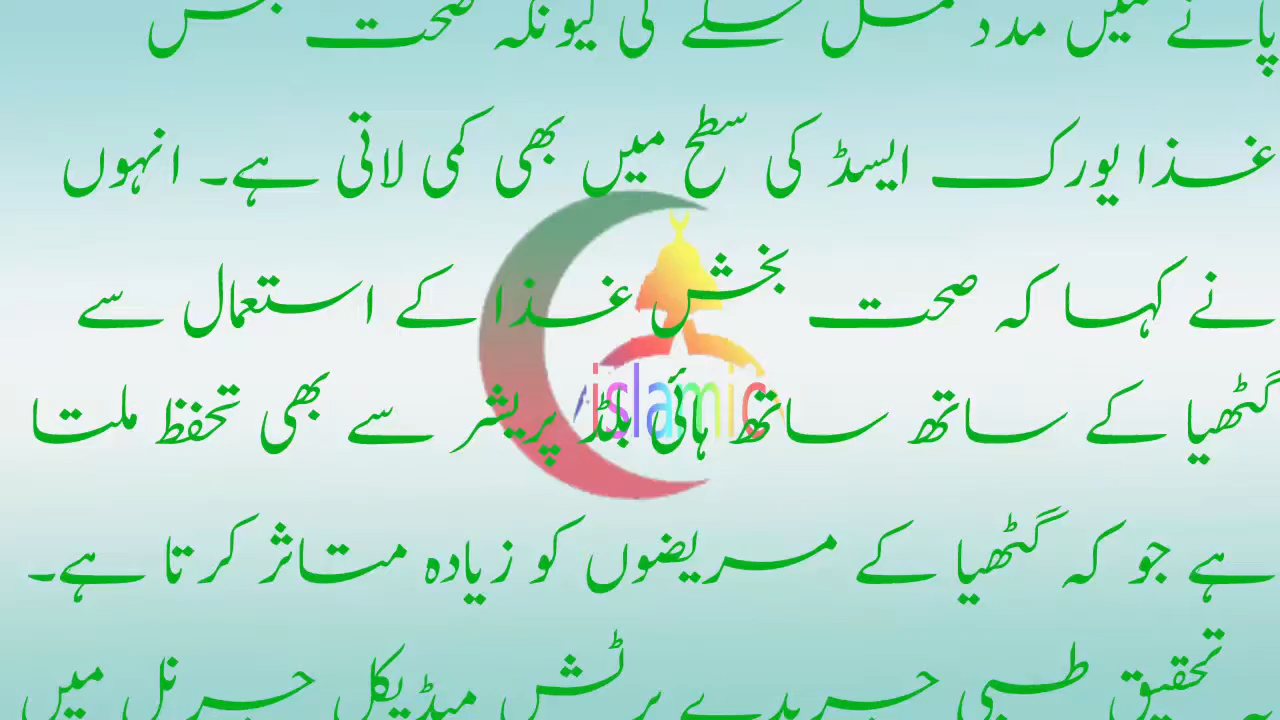 پانے میں مدد مل سکے گی کیونکہ صحت بخش
غذا یورک ایسڈ کی سطح میں بھی کمی لاتی ہے۔ انہوں
نے کہا کہ صحت بخش غذا کے استعمال سے
گٹھیا کے ساتھ ساتھ ہائی بلڈ پریشر سے بھی تحفظ ملتا
ہے جو کہ گٹھیا کے مریضوں کو زیادہ متاثر کرتا ہے۔
یہ تحقیق طبی جریدے برٹش میڈیکل جرنل میں
islamic